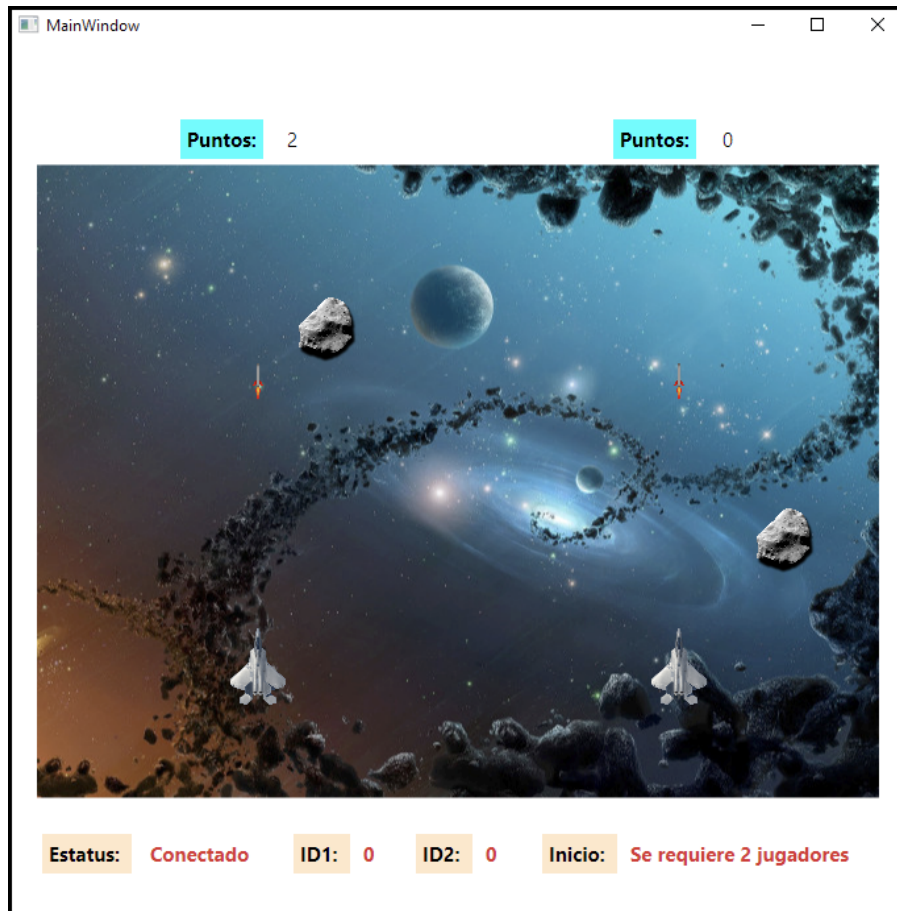 MainWindow
Puntos: 2 Puntos: 0
Estatus: Conectado ID1: 0 ID2: 0 Inicio: Se requiere 2 jugadores